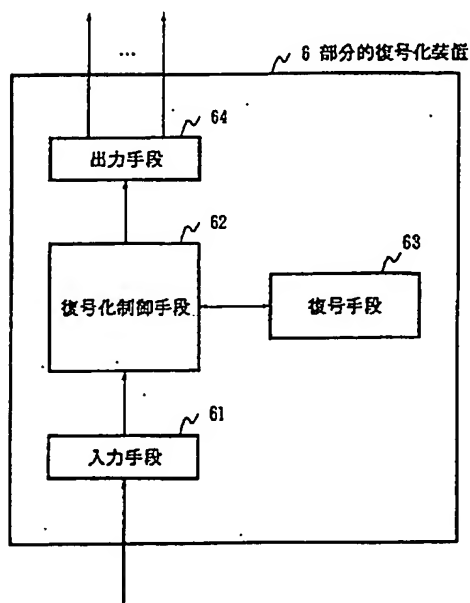 …
6 部分的復号化装置
64
出力手段
62
復号化制御手段
63
復号手段
61
入力手段